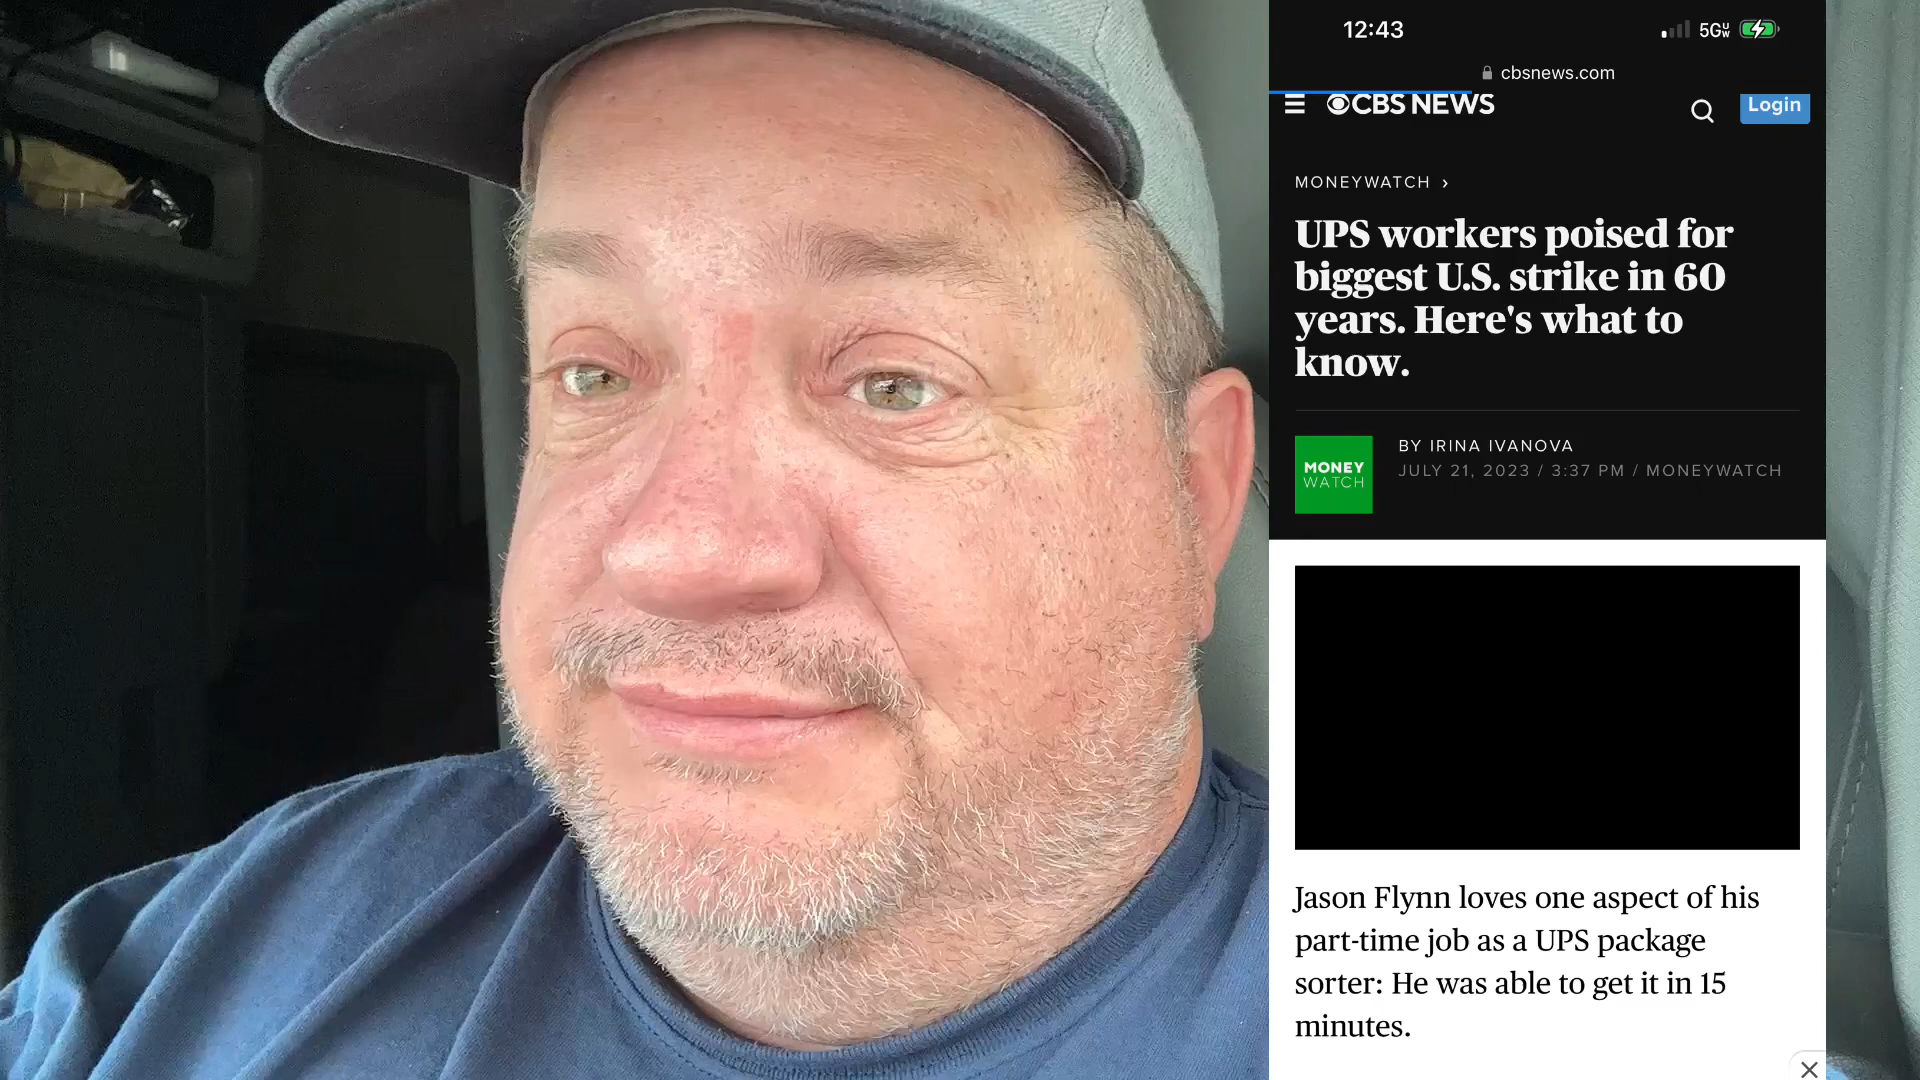 12:43
5GUW
cbsnews.com
CBS NEWS
Login
MONEYWATCH ›
UPS workers poised for
biggest U.S. strike in 60
years. Here's what to
know.
MONEY
WATCH
BY IRINA IVANOVA
JULY 21, 2023 / 3:37 PM / MONEYWATCH
Jason Flynn loves one aspect of his
part-time job as a UPS package
sorter: He was able to get it in 15
minutes.